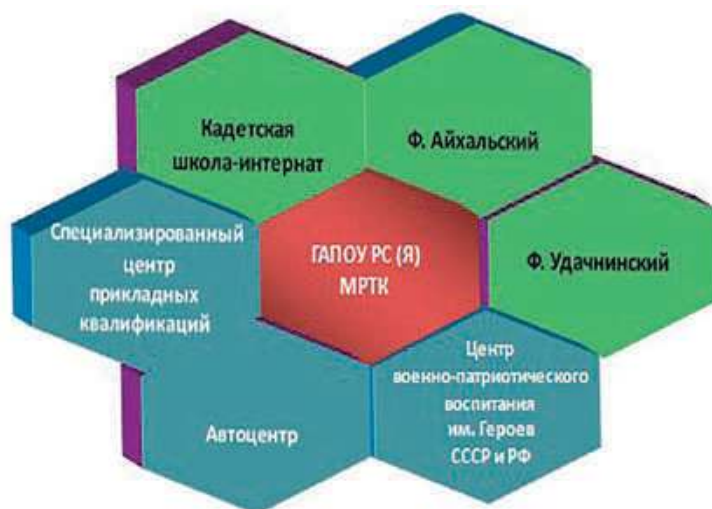 Кадетская
школа-интернат
Ф. Айхальский
Специализированный
центр
прикладных
квалификаций
ГАПОУ РС (Я)
МРТК
Ф. Удачнинский
Автоцентр
Центр
военно-патриотического
воспитания
им. Героев
СССР и РФ